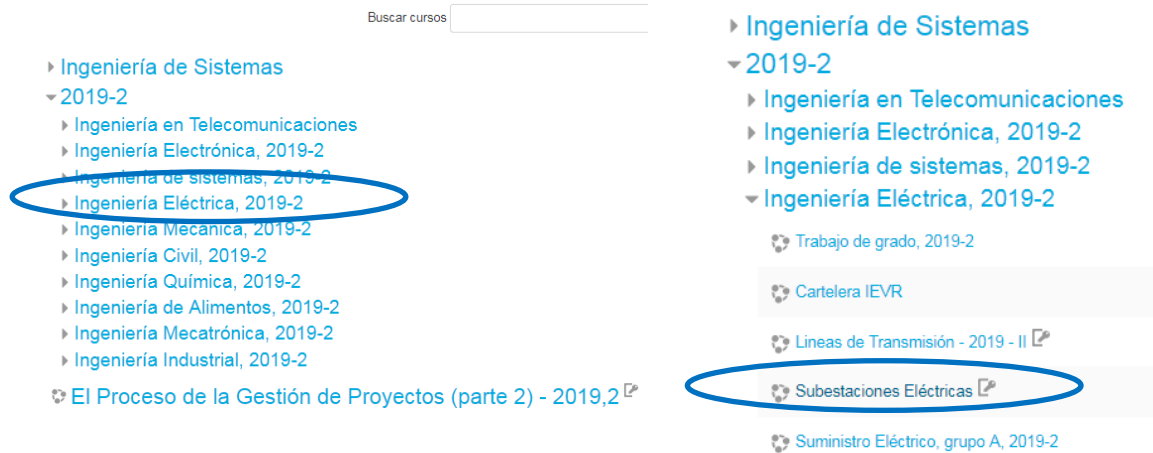 Buscar cursos
Ingeniería de Sistemas
2019-2
Ingeniería en Telecomunicaciones
Ingeniería Electrónica, 2019-2
Ingeniería de sistemas, 2019-2
Ingeniería Eléctrica, 2019-2
Ingeniería Mecánica, 2019-2
Ingeniería Civil, 2019-2
Ingeniería Química, 2019-2
Ingeniería de Alimentos, 2019-2
Ingeniería Mecatrónica, 2019-2
Ingeniería Industrial, 2019-2
El Proceso de la Gestión de Proyectos (parte 2) - 2019,2
Ingeniería de Sistemas
2019-2
Ingeniería en Telecomunicaciones
Ingeniería Electrónica, 2019-2
Ingeniería de sistemas, 2019-2
Ingeniería Eléctrica, 2019-2
Trabajo de grado, 2019-2
Cartelera IEVR
Lineas de Transmisión - 2019 - II
Subestaciones Eléctricas
Suministro Eléctrico, grupo A, 2019-2